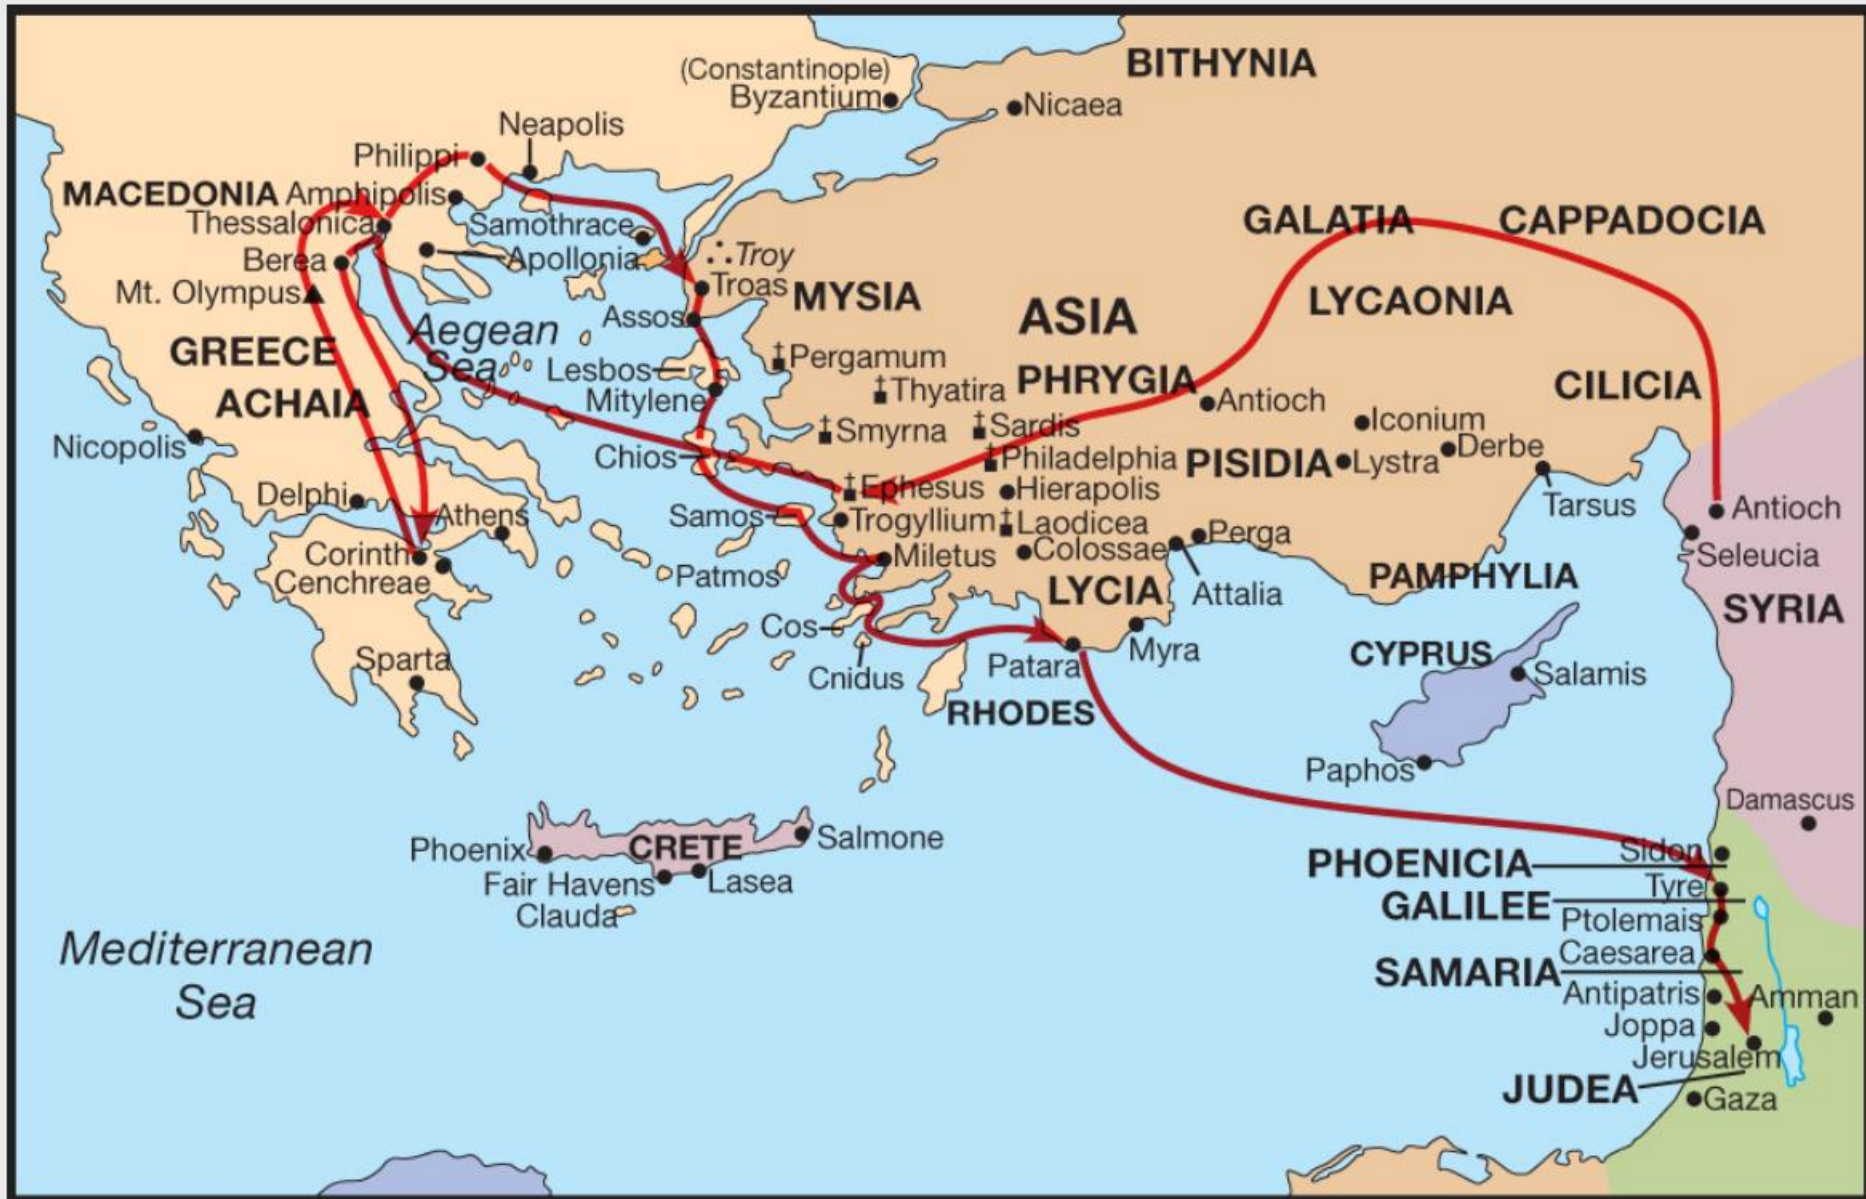 BITHYNIA
(Constantinople)
Byzantium
Nicaea
Neapolis
Philippi
MACEDONIA
Amphipolis
Thessalonica
Samothrace
GALATIA
CAPPADOCIA
Berea
Apollonia
Troy
Mt. Olympus
Troas
MYSIA
LYCAONIA
Assos
ASIA
Aegean
Sea
GREECE
Lesbos
Pergamum
PHRYGIA
Thyatira
CILICIA
ACHAIA
Mitylene
Antioch
Iconium
Nicopolis
Smyrna
Sardis
Derbe
Chios
Philadelphia
PISIDIA
Lystra
Delphi
Ephesus
Hierapolis
Tarsus
Antioch
Athens
Samos
Trogyllium
Laodicea
Perga
Corinth
Miletus
Colossae
Seleucia
Cenchreae
Patmos
LYCIA
Attalia
PAMPHYLIA
SYRIA
Cos
Myra
CYPRUS
Sparta
Cnidus
Patara
Salamis
RHODES
Paphos
Damascus
Phoenix
CRETE
Salmone
Sidon
PHOENICIA
Fair Havens
Lasea
Tyre
GALILEE
Clauda
Ptolemais
Mediterranean
Sea
Caesarea
SAMARIA
Antipatris
Amman
Joppa
Jerusalem
JUDEA
Gaza